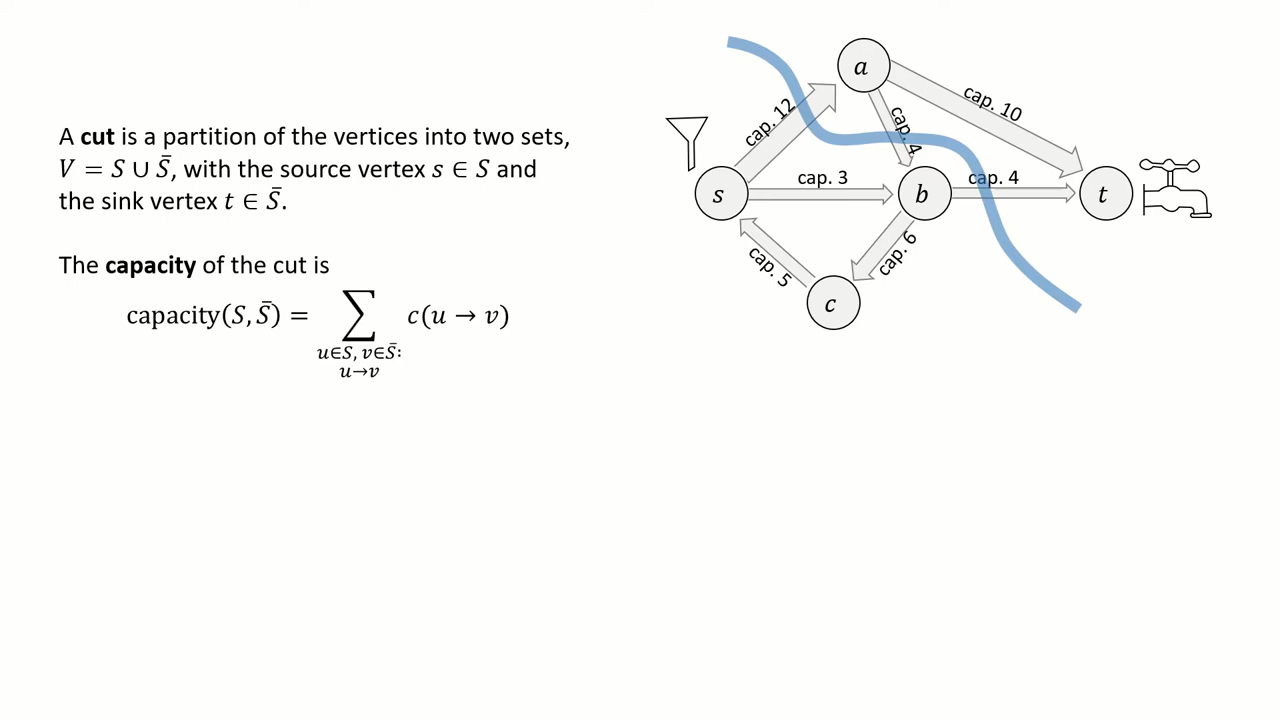 A cut is a partition of the vertices into two sets,
V = S ∪ S̄, with the source vertex s ∈ S and
the sink vertex t ∈ S̄.
The capacity of the cut is
capacity(S, S̄) = ∑ c(u → v)
u∈S, v∈S̄:
u→v
a
cap. 10
cap. 12
cap. 4
s
cap. 3
b
cap. 4
t
cap. 5
cap. 6
c